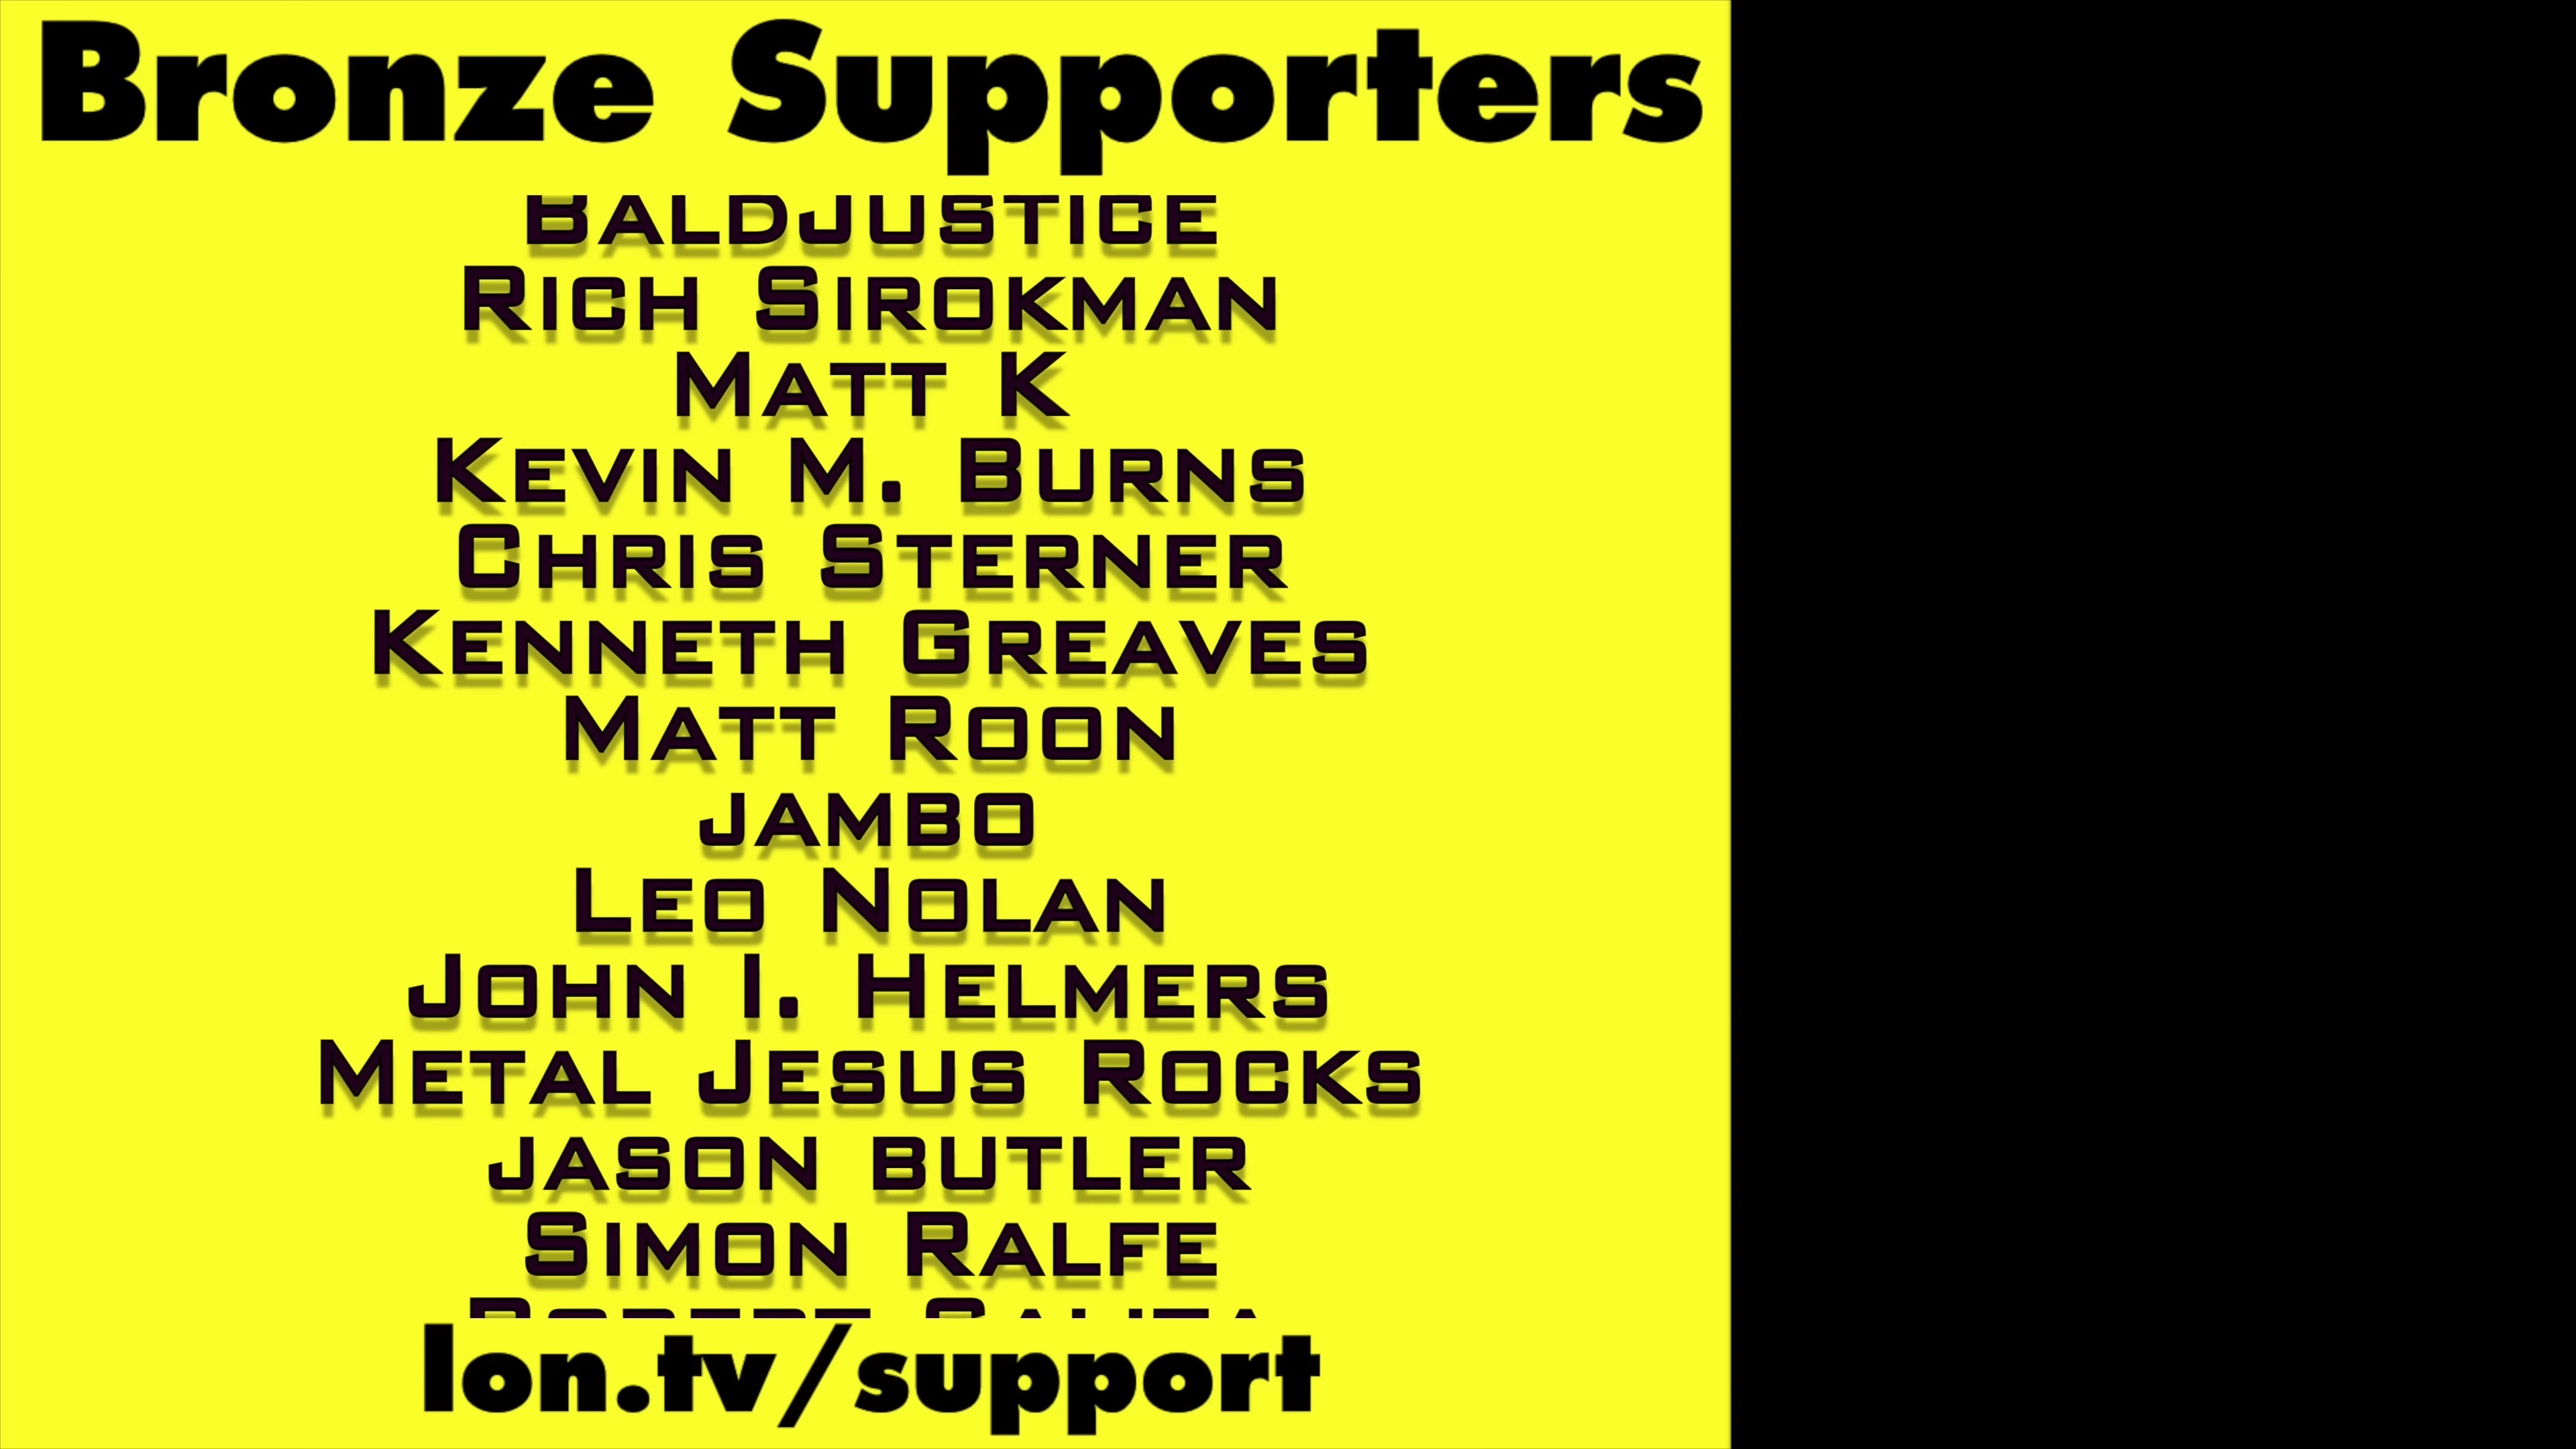 Bronze Supporters
BALDJUSTICE
RICH SIROKMAN
MATT K
KEVIN M. BURNS
CHRIS STERNER
KENNETH GREAVES
MATT ROON
JAMBO
LEO NOLAN
JOHN I. HELMERS
METAL JESUS ROCKS
JASON BUTLER
SIMON RALFE
lon.tv/support